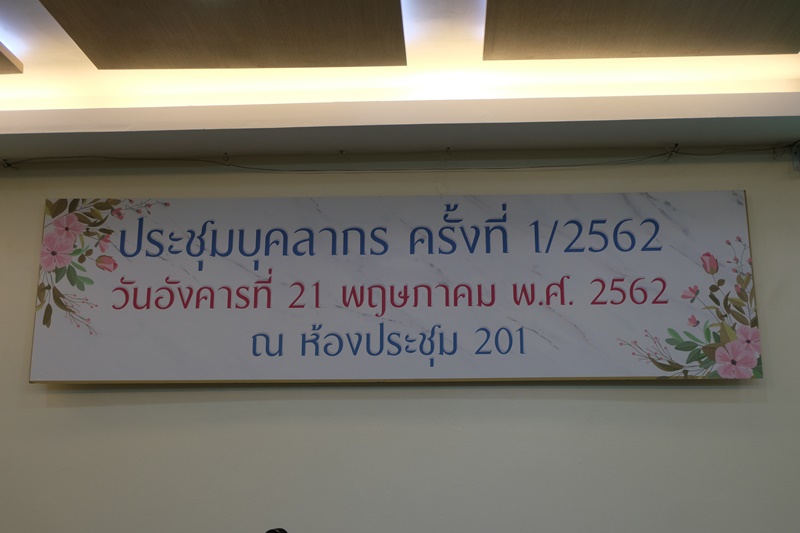 ประชุมบุคลากร ครั้งที่ 1/2562
วันอังคารที่ 21 พฤษภาคม พ.ศ. 2562
ณ ห้องประชุม 201